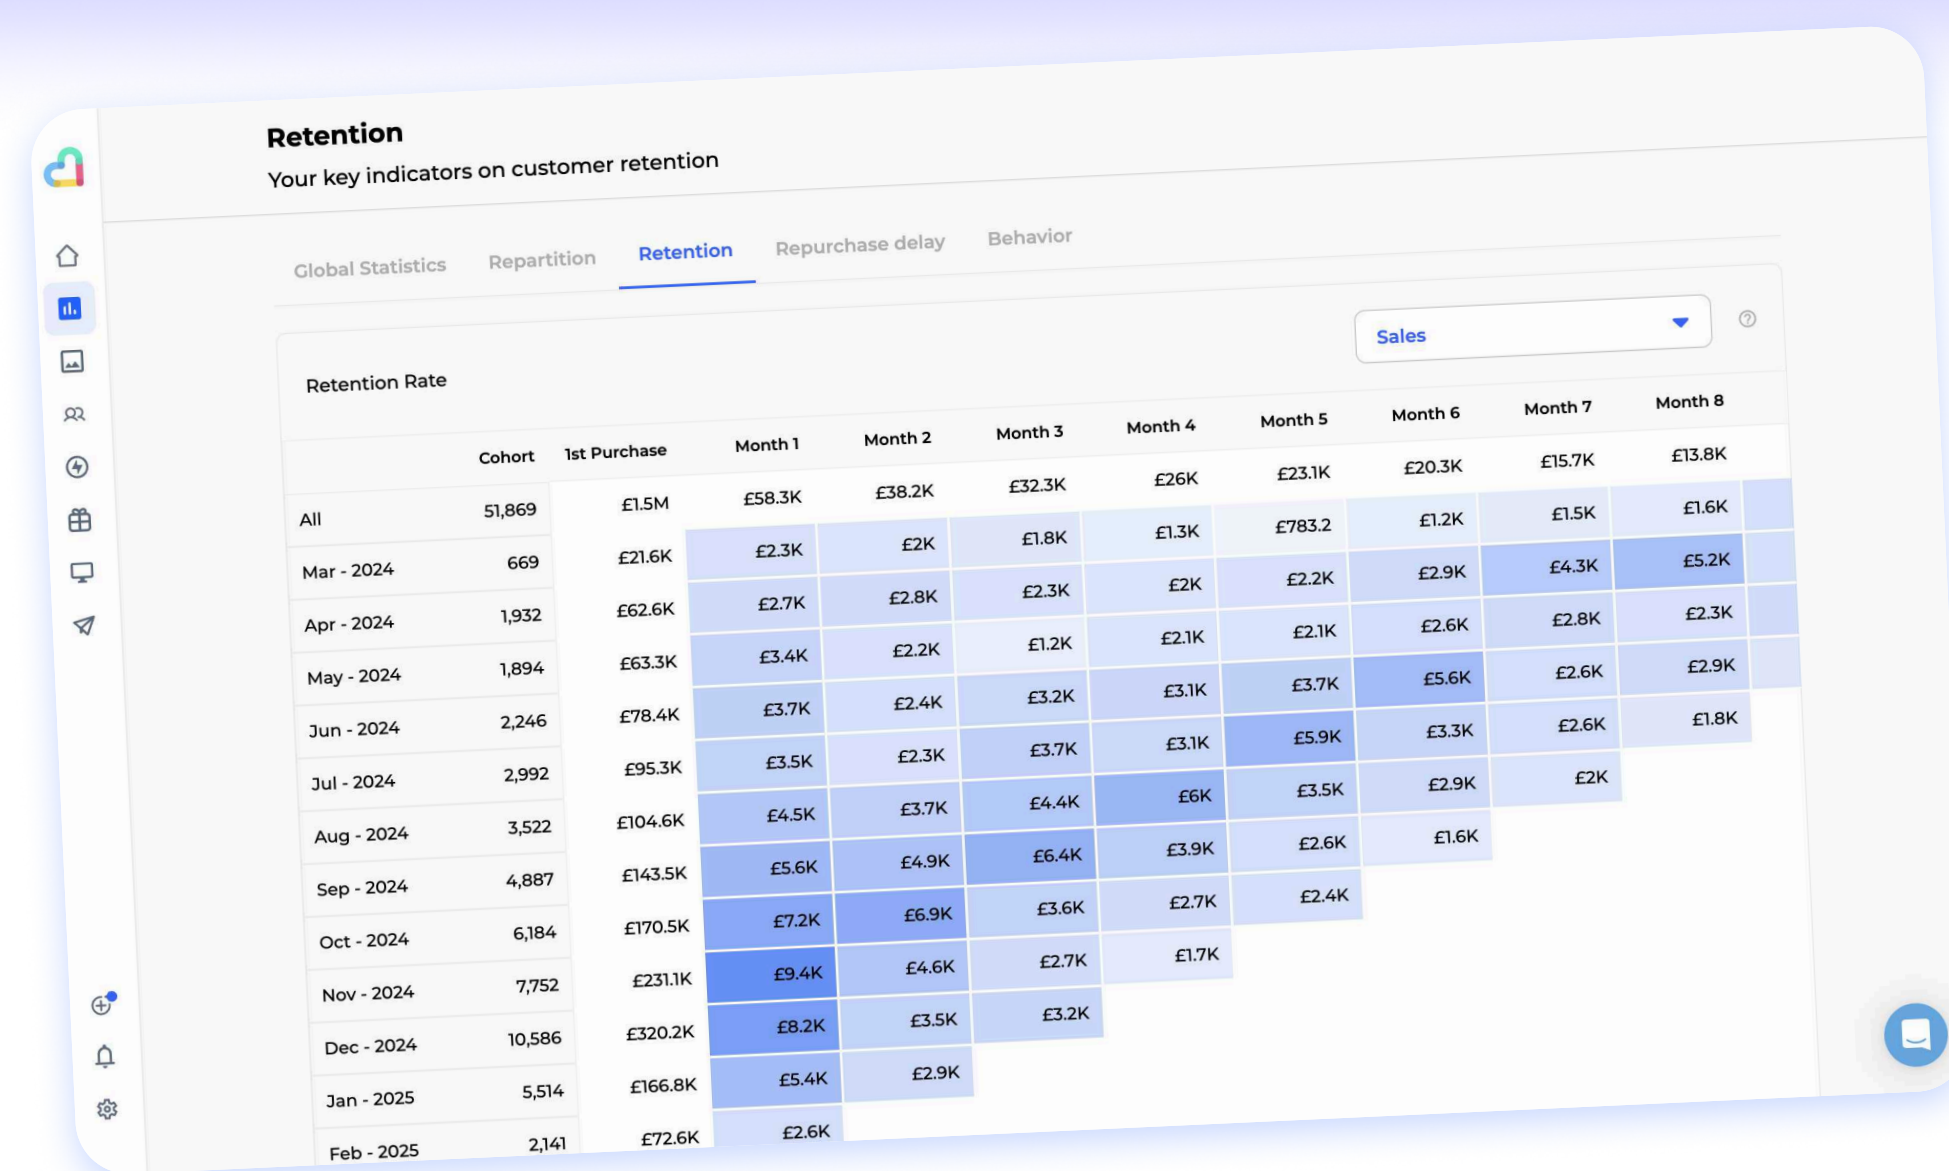 Retention
Your key indicators on customer retention
Global Statistics Repartition Retention Repurchase delay Behavior
Sales
Retention Rate
Cohort 1st Purchase Month 1 Month 2 Month 3 Month 4 Month 5 Month 6 Month 7 Month 8
All 51,869 £1.5M £58.3K £38.2K £32.3K £26K £23.1K £20.3K £15.7K £13.8K
Mar - 2024 669 £21.6K £2.3K £2K £1.8K £1.3K £783.2 £1.2K £1.5K £1.6K
Apr - 2024 1,932 £62.6K £2.7K £2.8K £2.3K £2K £2.2K £2.9K £4.3K £5.2K
May - 2024 1,894 £63.3K £3.4K £2.2K £1.2K £2.1K £2.1K £2.6K £2.8K £2.3K
Jun - 2024 2,246 £78.4K £3.7K £2.4K £3.2K £3.1K £3.7K £5.6K £2.6K £2.9K
Jul - 2024 2,992 £95.3K £3.5K £2.3K £3.7K £3.1K £5.9K £3.3K £2.6K £1.8K
Aug - 2024 3,522 £104.6K £4.5K £3.7K £4.4K £6K £3.5K £2.9K £2K
Sep - 2024 4,887 £143.5K £5.6K £4.9K £6.4K £3.9K £2.6K £1.6K
Oct - 2024 6,184 £170.5K £7.2K £6.9K £3.6K £2.7K £2.4K
Nov - 2024 7,752 £231.1K £9.4K £4.6K £2.7K £1.7K
Dec - 2024 10,586 £320.2K £8.2K £3.5K £3.2K
Jan - 2025 5,514 £166.8K £5.4K £2.9K
Feb - 2025 2,141 £72.6K £2.6K